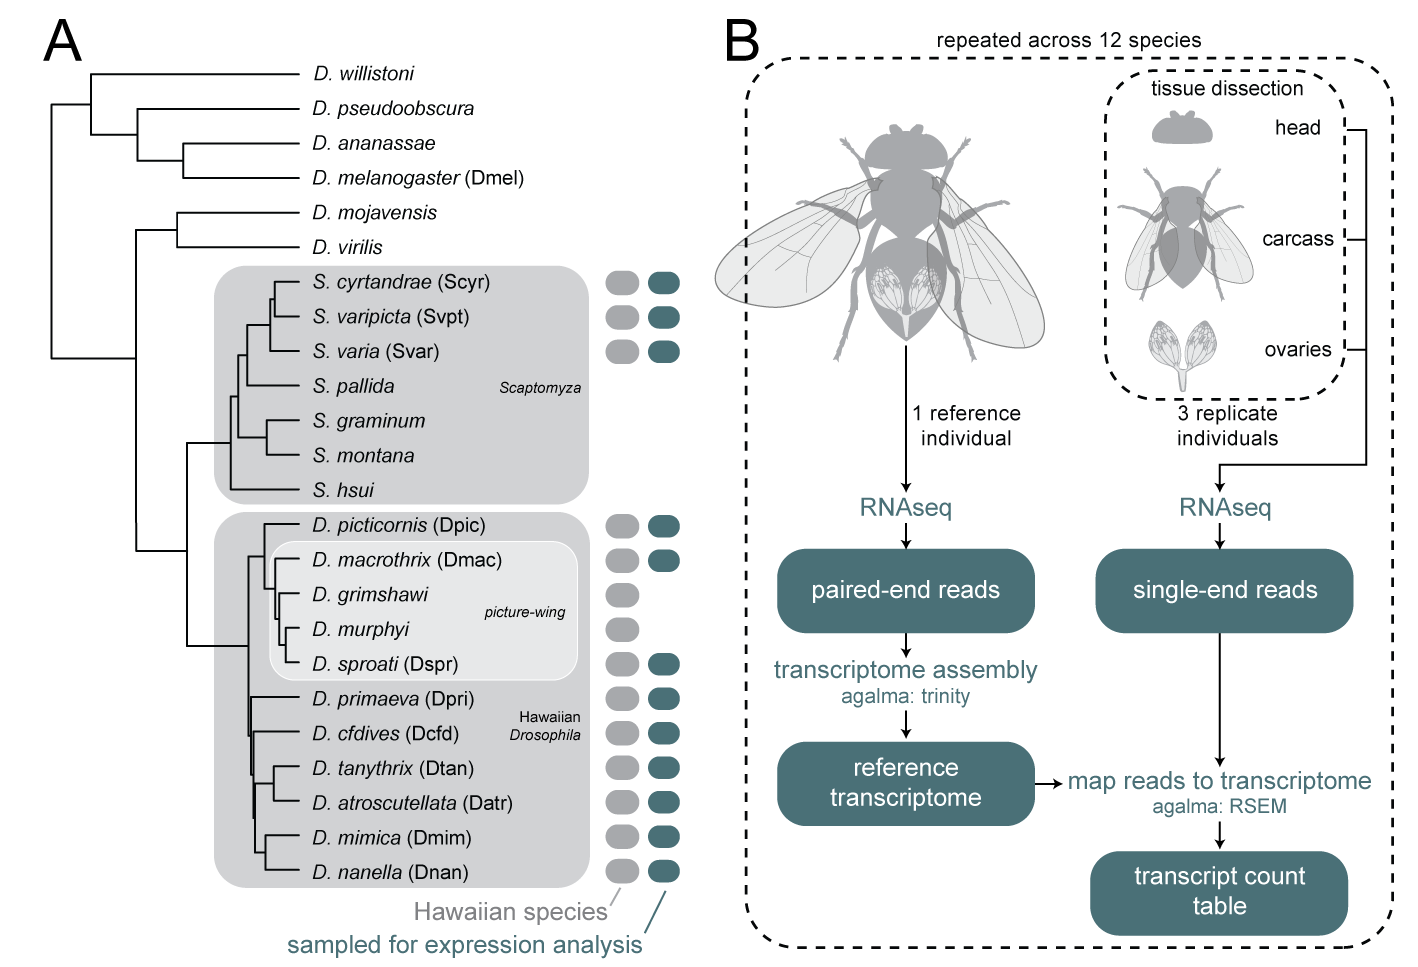 A
D. willistoni
D. pseudoobscura
D. ananassae
D. melanogaster (Dmel)
D. mojavensis
D. virilis
S. cyrtandrae (Scyr)
S. varipicta (Svpt)
S. varia (Svar)
S. pallida
Scaptomyza
S. graminum
S. montana
S. hsui
D. picticornis (Dpic)
D. macrothrix (Dmac)
D. grimshawi
picture-wing
D. murphyi
D. sproati (Dspr)
D. primaeva (Dpri)
Hawaiian
Drosophila
D. cfdives (Dcfd)
D. tanythrix (Dtan)
D. atroscutellata (Datr)
D. mimica (Dmim)
D. nanella (Dnan)
Hawaiian species
sampled for expression analysis
B
repeated across 12 species
tissue dissection
head
carcass
ovaries
1 reference
individual
3 replicate
individuals
RNAseq
RNAseq
paired-end reads
single-end reads
transcriptome assembly
agalma: trinity
reference
transcriptome
map reads to transcriptome
agalma: RSEM
transcript count
table